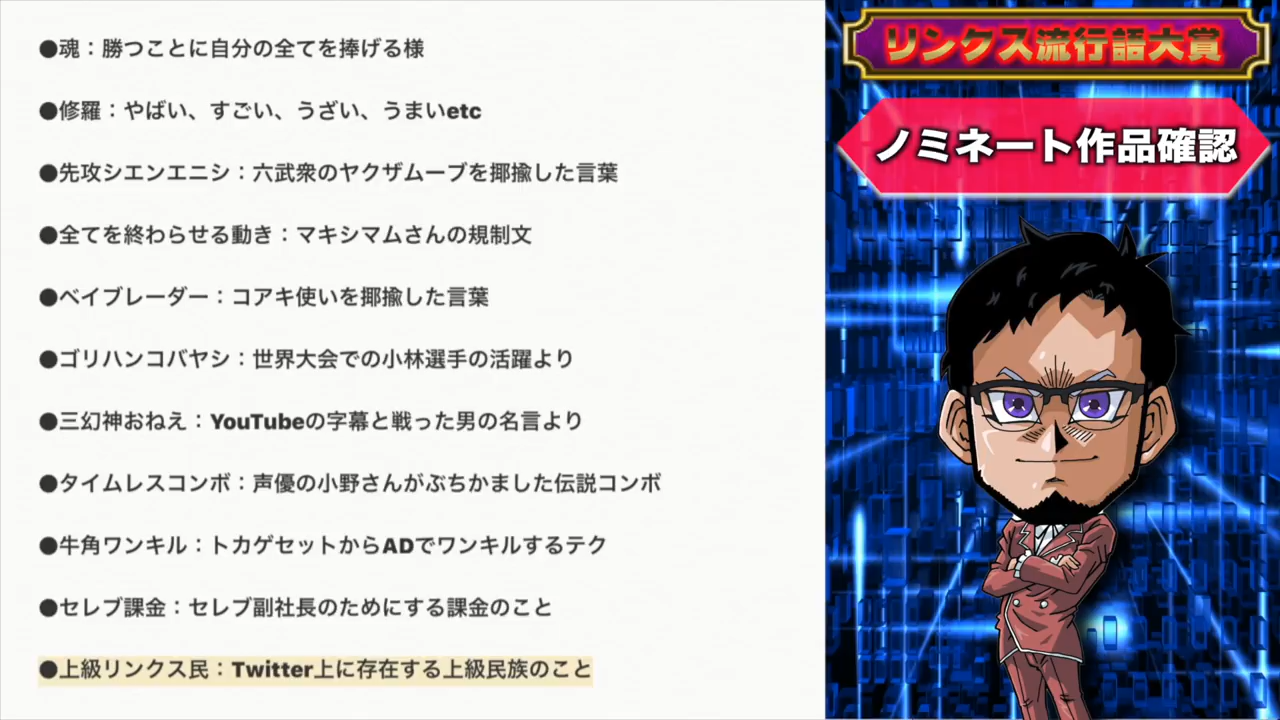 ●魂：勝つことに自分の全てを捧げる様
●修羅：やばい、すごい、うざい、うまいetc
●先攻シエンエニシ：六武衆のヤクザムーブを揶揄した言葉
●全てを終わらせる動き：マキシマムさんの規制文
●ベイブレーダー：コアキ使いを揶揄した言葉
●ゴリハンコバヤシ：世界大会での小林選手の活躍より
●三幻神おねえ：YouTubeの字幕と戦った男の名言より
●タイムレスコンボ：声優の小野さんがぶちかました伝説コンボ
●牛角ワンキル：トカゲセットからADでワンキルするテク
●セレブ課金：セレブ副社長のためにする課金のこと
●上級リンクス民：Twitter上に存在する上級民族のこと
リンクス流行語大賞
ノミネート作品確認